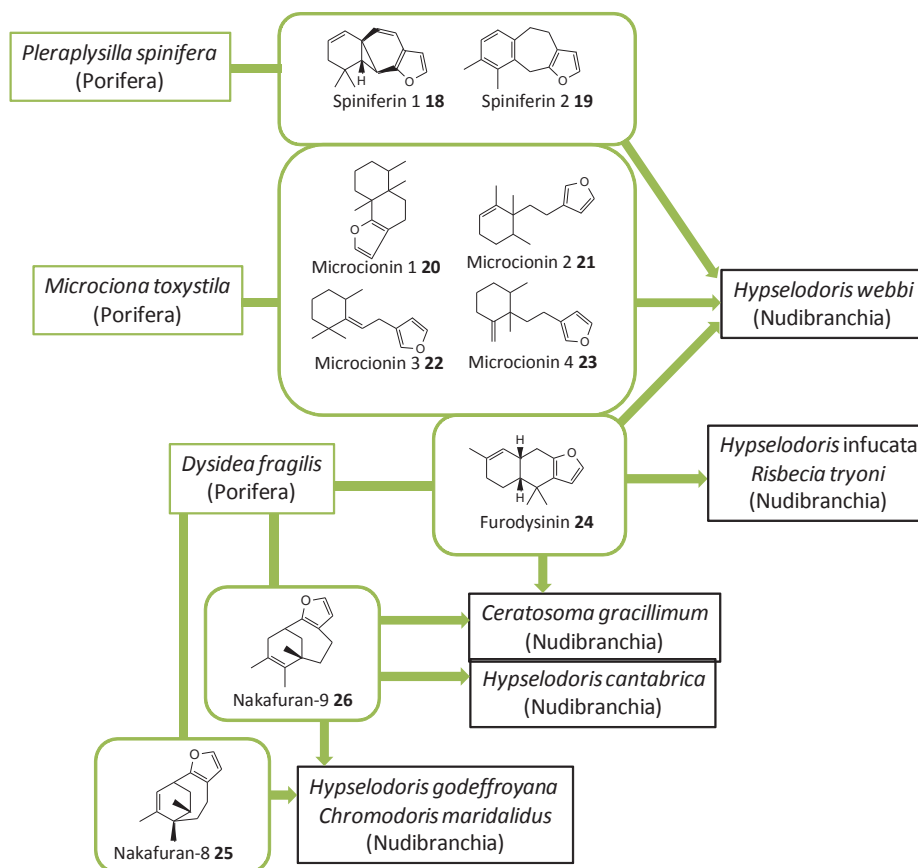 Pleraplysilla spinifera
(Porifera)
H
O
Spiniferin 1 18
O
Spiniferin 2 19
O
Microcionin 1 20
O
Microcionin 2 21
O
Microcionin 3 22
O
Microcionin 4 23
Microciona toxystila
(Porifera)
Hypselodoris webbi
(Nudibranchia)
Dysidea fragilis
(Porifera)
H
H
O
Furodysinin 24
Hypselodoris infucata
Risbecia tryoni
(Nudibranchia)
O
Nakafuran-9 26
Ceratosoma gracillimum
(Nudibranchia)
Hypselodoris cantabrica
(Nudibranchia)
O
Nakafuran-8 25
Hypselodoris godeffroyana
Chromodoris maridalidus
(Nudibranchia)